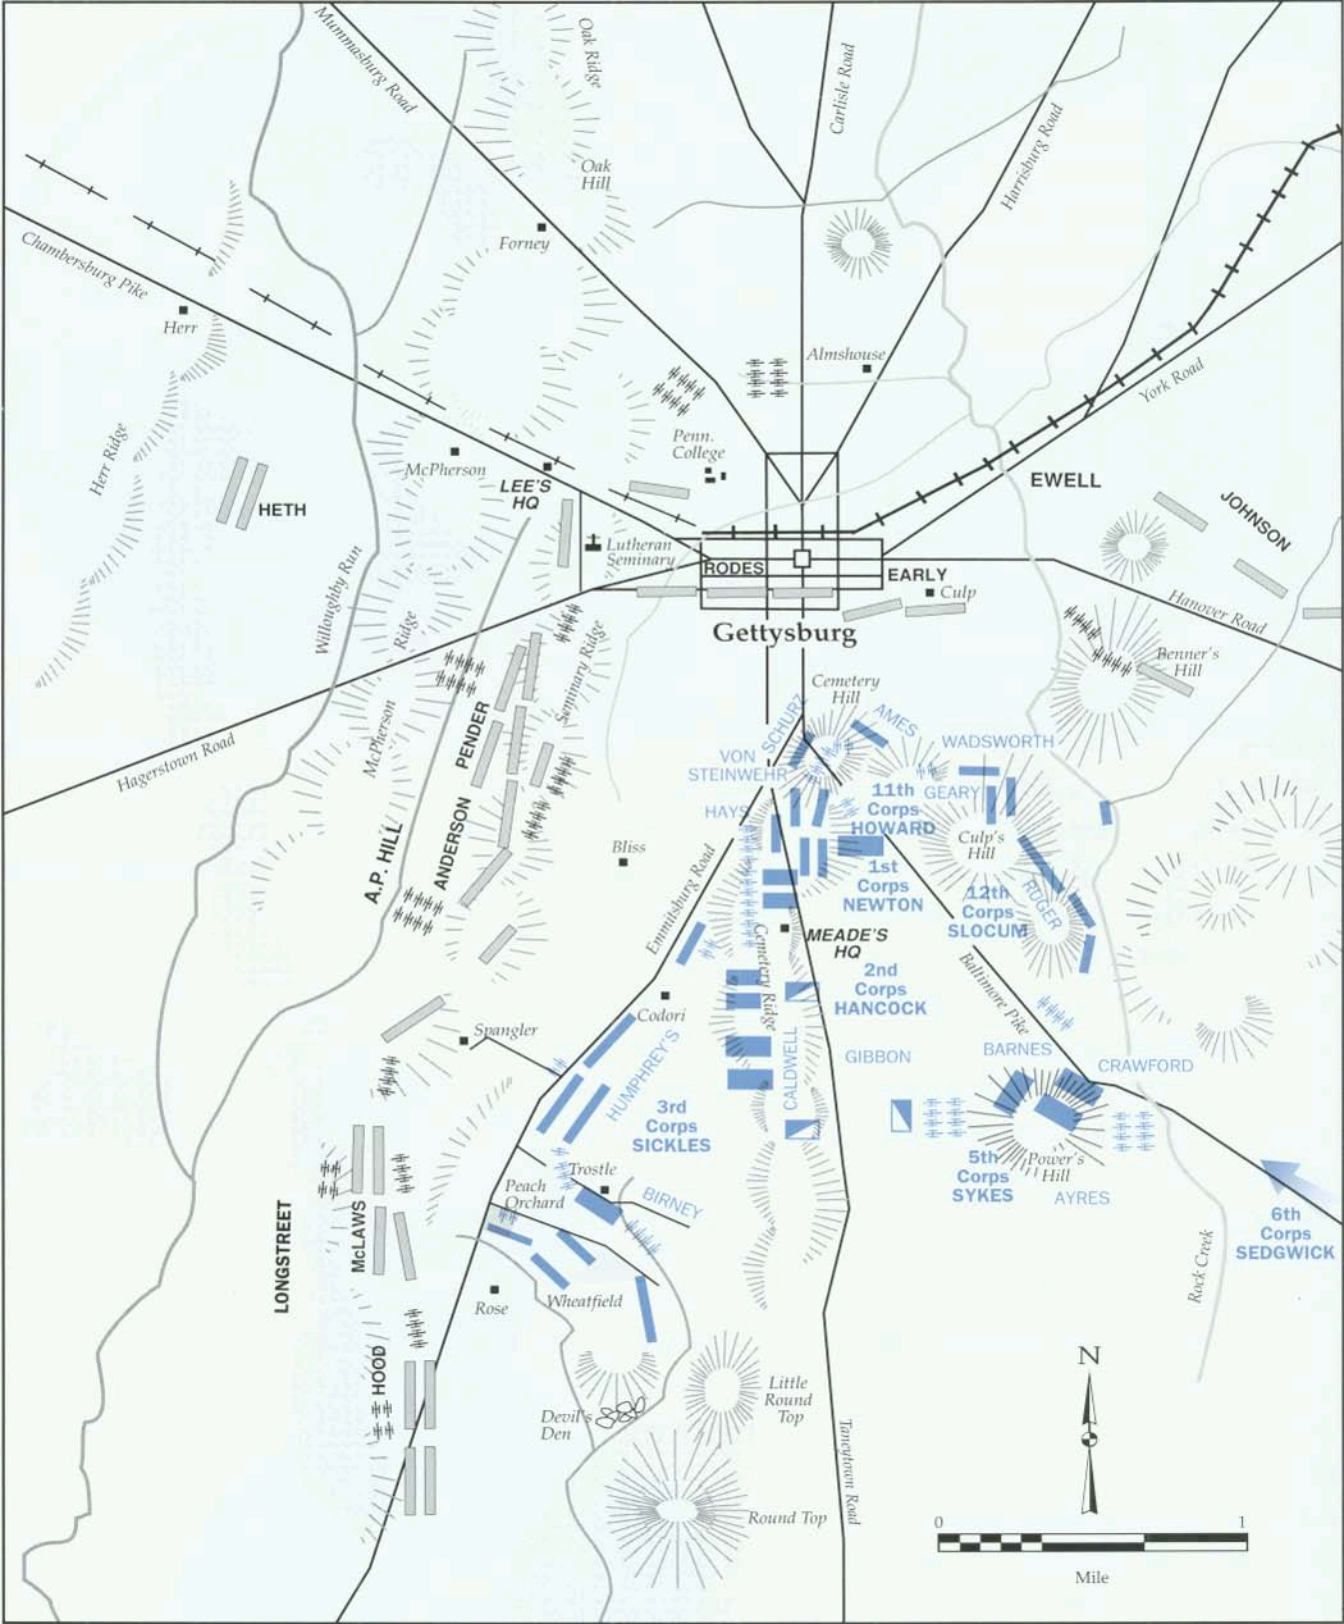 Mummasburg Road
Oak Ridge
Carlisle Road
Harrisburg Road
Oak
Hill
Forney
Chambersburg Pike
Herr
Almshouse
York Road
Herr Ridge
McPherson
LEE'S
HQ
Penn.
College
EWELL
JOHNSON
HETH
Lutheran
Seminary
RODES
EARLY
Culp
Hanover Road
Willoughby Run
Ridge
McPherson
Seminary Ridge
Gettysburg
Benner's
Hill
Hagerstown Road
PENDER
Cemetery
Hill
SCHURZ
AMES
VON
STEINWEHR
WADSWORTH
HAYS
11th
Corps
HOWARD
GEARY
ANDERSON
A.P. HILL
Bliss
Culp's
Hill
Emmitsburg Road
1st
Corps
NEWTON
12th
Corps
SLOCUM
RUGER
MEADE'S
HQ
Cemetery Ridge
2nd
Corps
HANCOCK
Baltimore Pike
Codori
Spangler
HUMPHREY'S
CALDWELL
GIBBON
BARNES
CRAWFORD
3rd
Corps
SICKLES
Trostle
Peach
Orchard
BIRNEY
5th
Corps
SYKES
Power's
Hill
AYRES
6th
Corps
SEDGWICK
LONGSTREET
McLAWS
Rose
Wheatfield
Rock Creek
HOOD
Devil's
Den
Little
Round
Top
Taneytown Road
Round Top
N
0 1
Mile